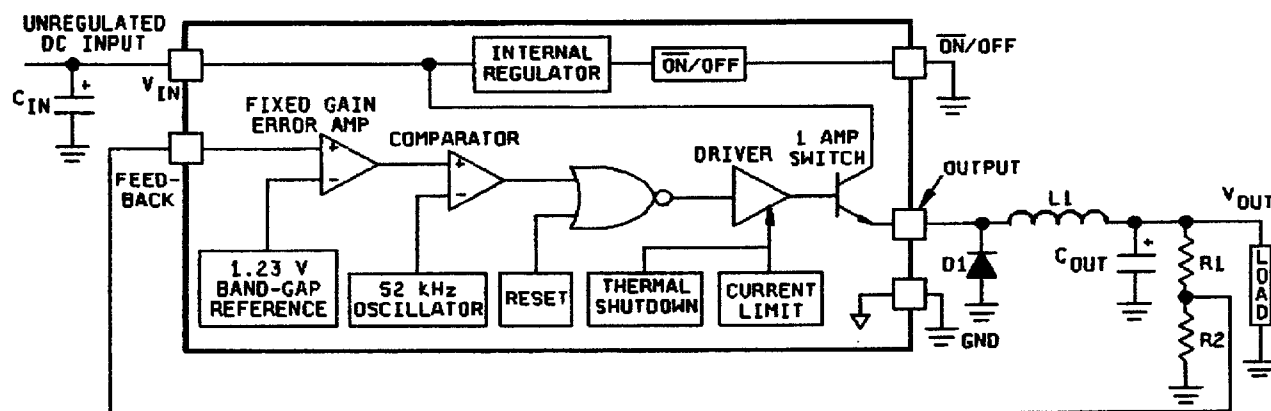 UNREGULATED
DC INPUT
+
C IN
V IN
INTERNAL
REGULATOR
ON/OFF
ON/OFF
FIXED GAIN
ERROR AMP
+
-
COMPARATOR
+
-
FEED-
BACK
DRIVER
1 AMP
SWITCH
OUTPUT
L1
V OUT
1.23 V
BAND-GAP
REFERENCE
52 kHz
OSCILLATOR
RESET
THERMAL
SHUTDOWN
CURRENT
LIMIT
GND
D1
C OUT
+
R1
R2
LOAD